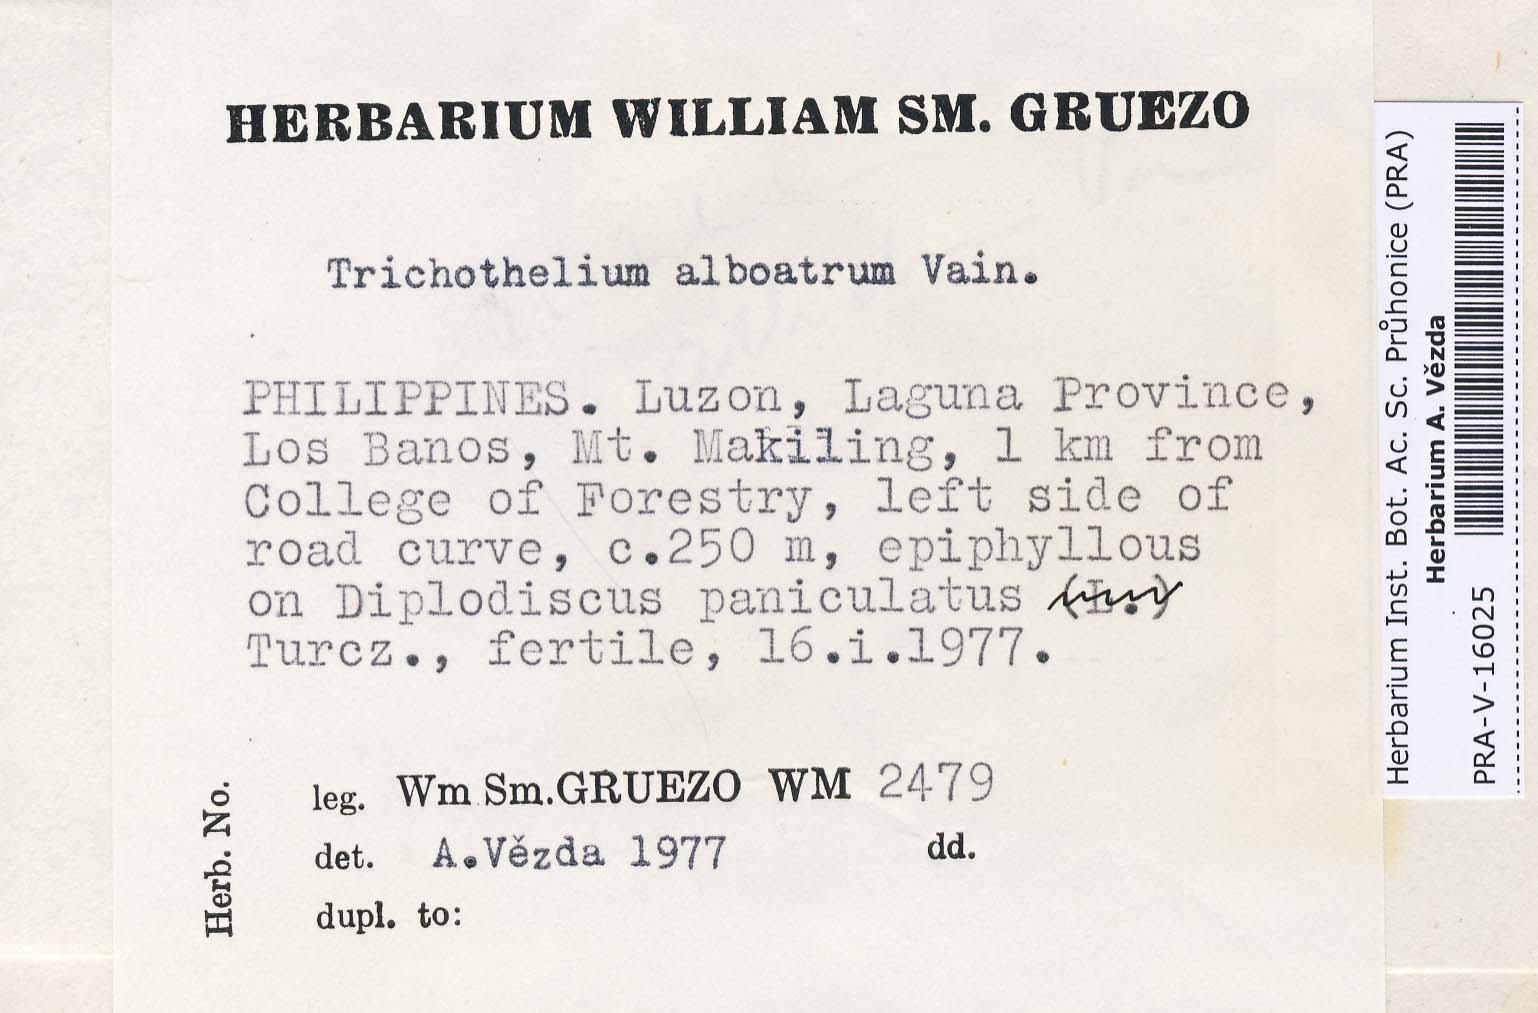 HERBARIUM WILLIAM SM. GRUEZO
Trichothelium alboatrum Vain.
PHILIPPINES. Luzon, Laguna Province,
Los Banos, Mt. Makiling, 1 km from
College of Forestry, left side of
road curve, c.250 m, epiphyllous
on Diplodiscus paniculatus (L.)
Turcz., fertile, 16.i.1977.
Herb. No.
leg. Wm Sm.GRUEZO WM 2479
det. A.Vězda 1977 dd.
dupl. to:
Herbarium Inst. Bot. Ac. Sc. Průhonice (PRA)
Herbarium A. Vězda
PRA-V-16025